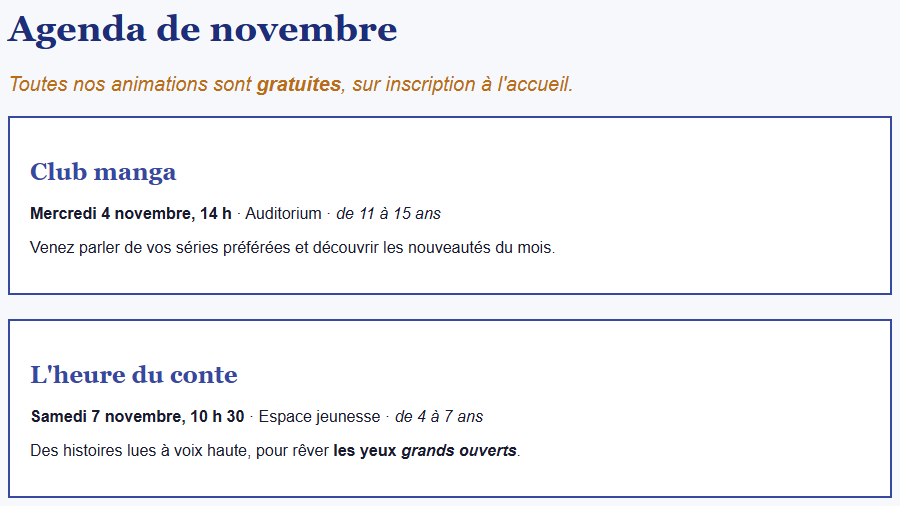 Agenda de novembre
Toutes nos animations sont gratuites, sur inscription à l'accueil.
Club manga
Mercredi 4 novembre, 14 h · Auditorium · de 11 à 15 ans
Venez parler de vos séries préférées et découvrir les nouveautés du mois.
L'heure du conte
Samedi 7 novembre, 10 h 30 · Espace jeunesse · de 4 à 7 ans
Des histoires lues à voix haute, pour rêver les yeux grands ouverts.